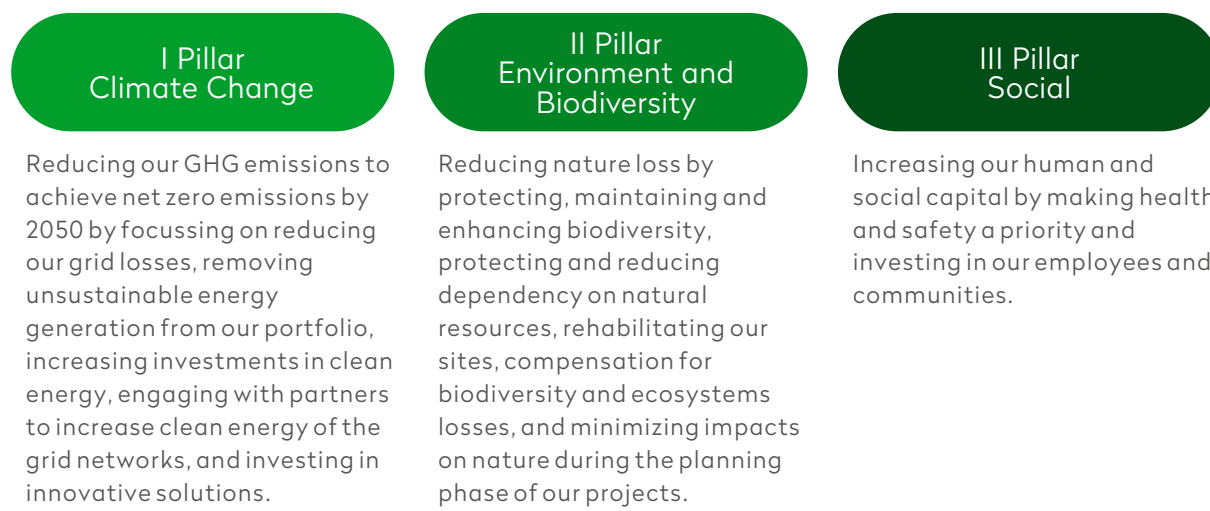 I Pillar
Climate Change
Reducing our GHG emissions to
achieve net zero emissions by
2050 by focussing on reducing
our grid losses, removing
unsustainable energy
generation from our portfolio,
increasing investments in clean
energy, engaging with partners
to increase clean energy of the
grid networks, and investing in
innovative solutions.
II Pillar
Environment and
Biodiversity
Reducing nature loss by
protecting, maintaining and
enhancing biodiversity,
protecting and reducing
dependency on natural
resources, rehabilitating our
sites, compensation for
biodiversity and ecosystems
losses, and minimizing impacts
on nature during the planning
phase of our projects.
III Pillar
Social
Increasing our human and
social capital by making health
and safety a priority and
investing in our employees and
communities.